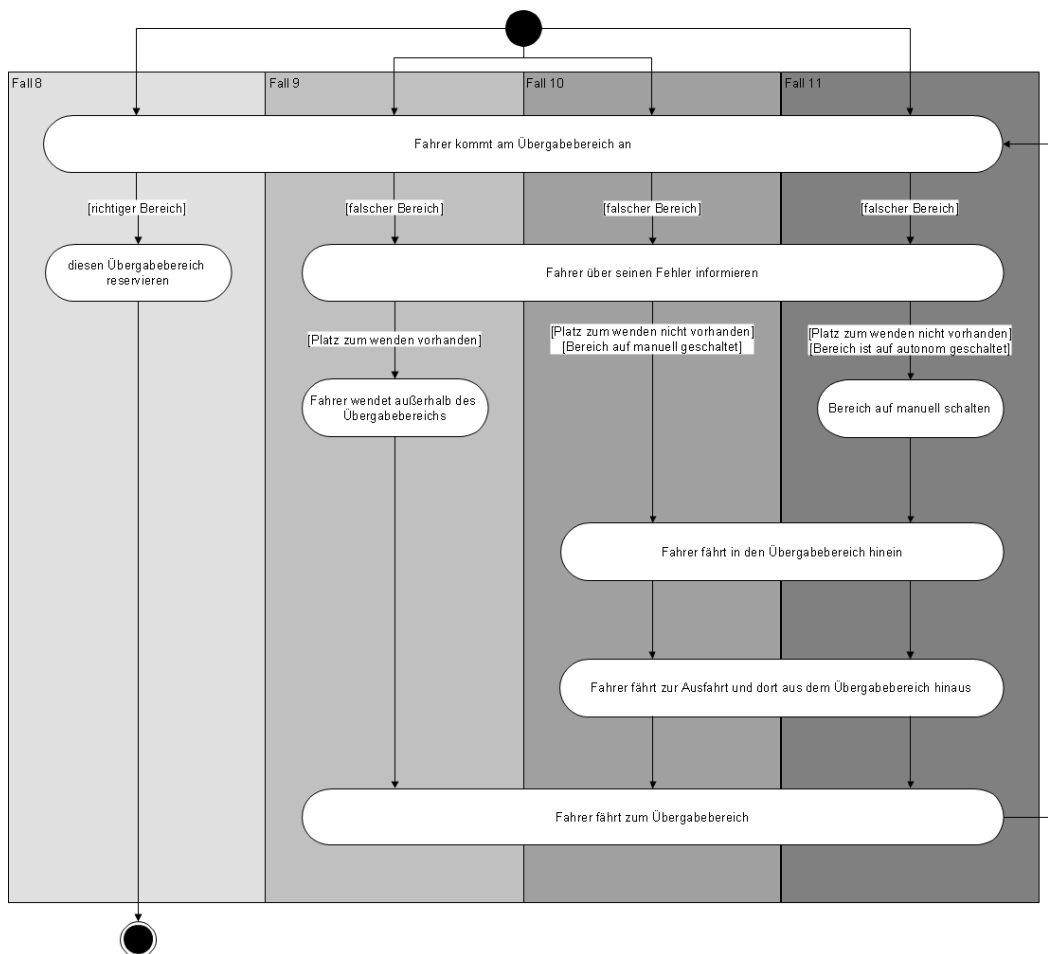 Fall 8
Fall 9
Fall 10
Fall 11
Fahrer kommt am Übergabebereich an
[richtiger Bereich]
[falscher Bereich]
[falscher Bereich]
[falscher Bereich]
diesen Übergabebereich
reservieren
Fahrer über seinen Fehler informieren
[Platz zum wenden vorhanden]
[Platz zum wenden nicht vorhanden]
[Bereich auf manuell geschaltet]
[Platz zum wenden nicht vorhanden]
[Bereich ist auf autonom geschaltet]
Fahrer wendet außerhalb des
Übergabebereichs
Bereich auf manuell schalten
Fahrer fährt in den Übergabebereich hinein
Fahrer fährt zur Ausfahrt und dort aus dem Übergabebereich hinaus
Fahrer fährt zum Übergabebereich